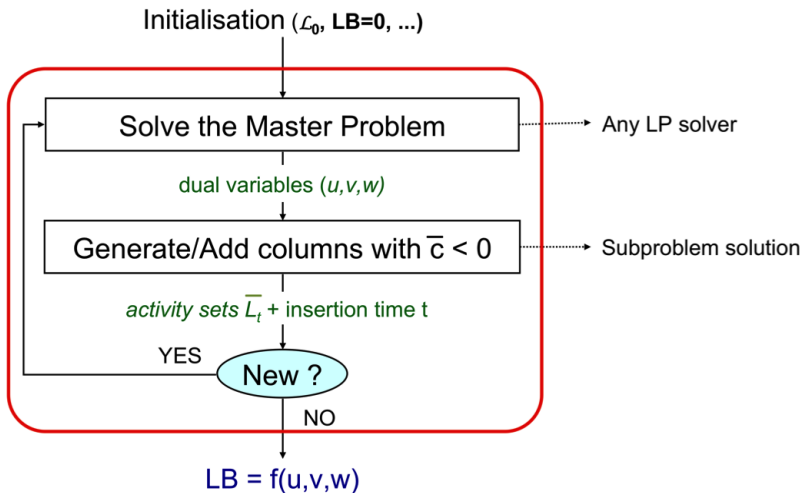 Initialisation (ℒ₀, LB=0, ...)
Solve the Master Problem
Any LP solver
dual variables (u,v,w)
Generate/Add columns with c̅ < 0
Subproblem solution
activity sets L̅ₜ + insertion time t
YES
New ?
NO
LB = f(u,v,w)